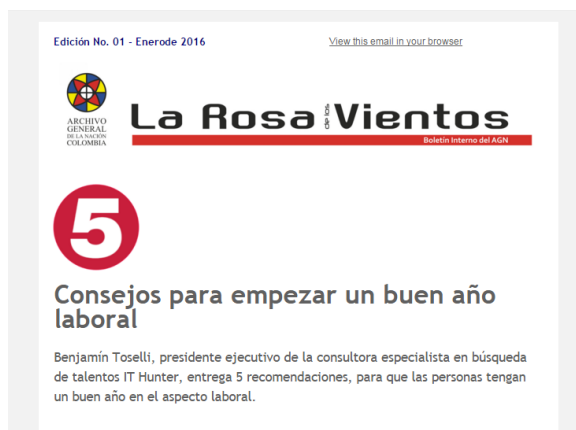 Edición No. 01 - Enerode 2016
View this email in your browser
ARCHIVO
GENERAL
DE LA NACIÓN
COLOMBIA
La Rosa de los Vientos
Boletín Interno del AGN
5
Consejos para empezar un buen año
laboral
Benjamín Toselli, presidente ejecutivo de la consultora especialista en búsqueda
de talentos IT Hunter, entrega 5 recomendaciones, para que las personas tengan
un buen año en el aspecto laboral.